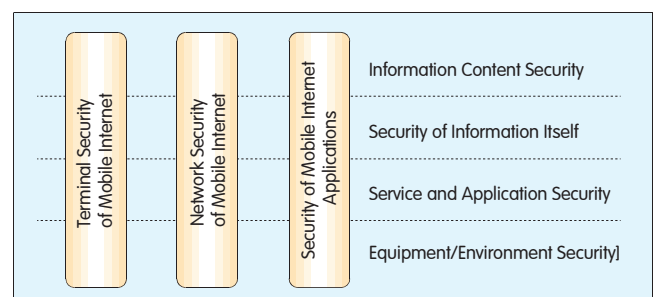 Terminal Security
of Mobile Internet
Network Security
of Mobile Internet
Security of Mobile Internet
Applications
Information Content Security
Security of Information Itself
Service and Application Security
Equipment/Environment Security]